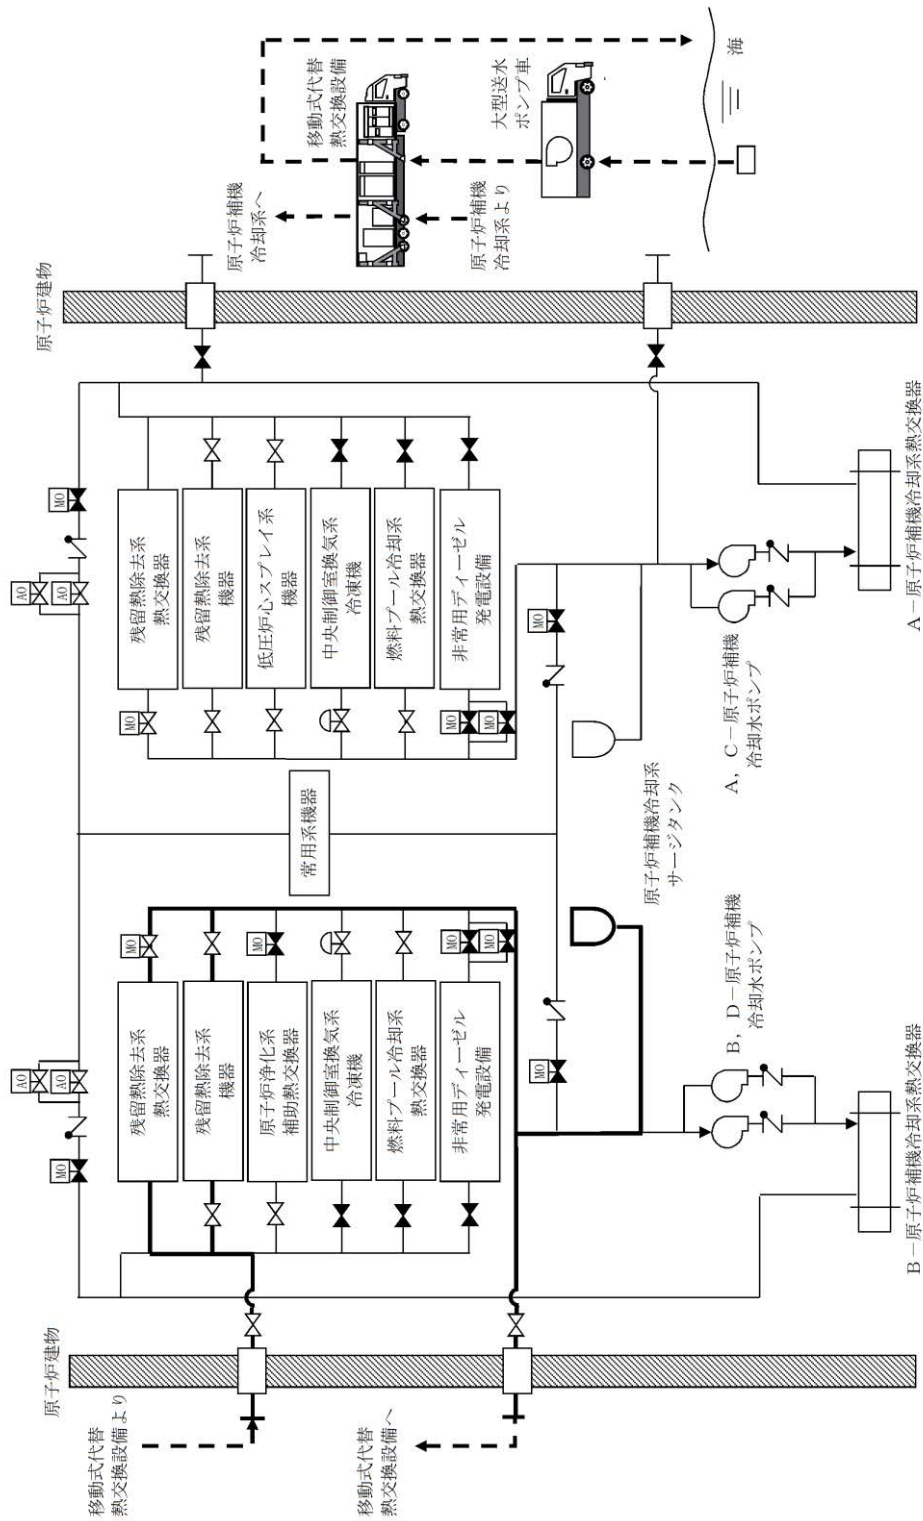 原子炉建物
移動式代替
熱交換設備より
移動式代替
熱交換設備へ
MO
AO
AO
残留熱除去系
熱交換器
MO
残留熱除去系
機器
原子炉浄化系
補助熱交換器
MO
中央制御室換気系
冷凍機
燃料プール冷却系
熱交換器
非常用ディーゼル
発電設備
MO
MO
MO
B，D－原子炉補機
冷却水ポンプ
B－原子炉補機冷却系熱交換器
常用系機器
原子炉補機冷却系
サージタンク
AO
AO
MO
MO
残留熱除去系
熱交換器
残留熱除去系
機器
低圧炉心スプレイ系
機器
中央制御室換気系
冷凍機
燃料プール冷却系
熱交換器
MO
MO
非常用ディーゼル
発電設備
MO
A，C－原子炉補機
冷却水ポンプ
A－原子炉補機冷却系熱交換器
原子炉建物
原子炉補機
冷却系へ
原子炉補機
冷却系より
移動式代替
熱交換設備
大型送水
ポンプ車
海